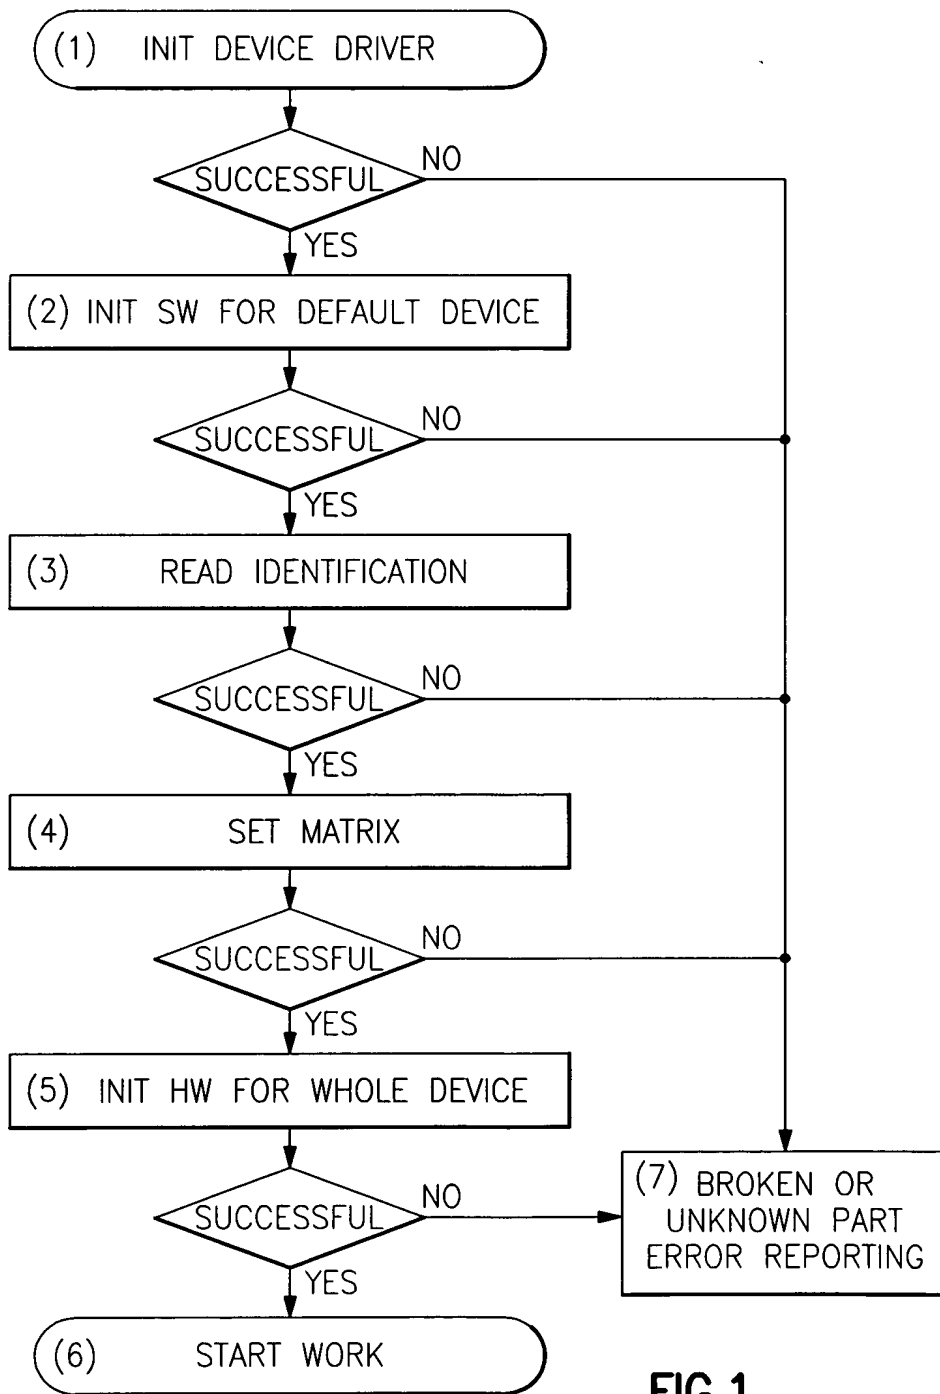 (1) INIT DEVICE DRIVER
SUCCESSFUL
NO
YES
(2) INIT SW FOR DEFAULT DEVICE
SUCCESSFUL
NO
YES
(3) READ IDENTIFICATION
SUCCESSFUL
NO
YES
(4) SET MATRIX
SUCCESSFUL
NO
YES
(5) INIT HW FOR WHOLE DEVICE
SUCCESSFUL
NO
YES
(7) BROKEN OR
UNKNOWN PART
ERROR REPORTING
(6) START WORK
FIG.1